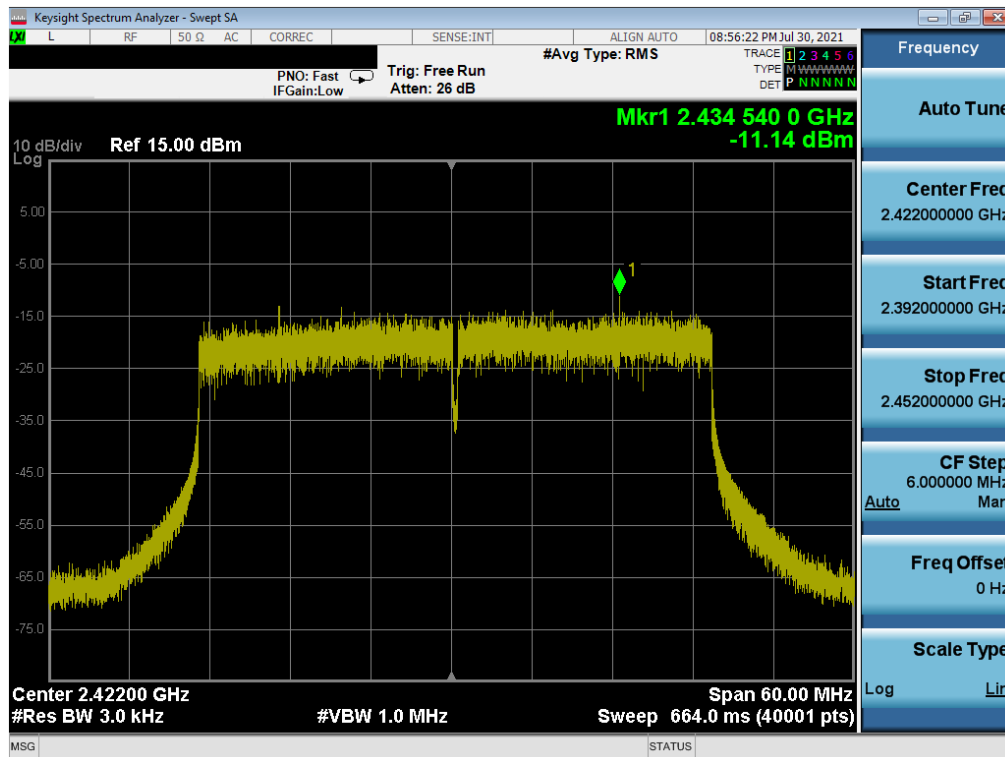 Keysight Spectrum Analyzer - Swept SA
LXI L RF 50 Ω AC CORREC SENSE:INT ALIGN AUTO 08:56:22 PM Jul 30, 2021
#Avg Type: RMS
TRACE 1 2 3 4 5 6
PNO: Fast Trig: Free Run
TYPE M W W W W W
IFGain:Low Atten: 26 dB
DET P N N N N N
Mkr1 2.434 540 0 GHz
-11.14 dBm
10 dB/div Ref 15.00 dBm
Log
1
5.00
-5.00
-15.0
-25.0
-35.0
-45.0
-55.0
-65.0
-75.0
Center 2.42200 GHz Span 60.00 MHz
#Res BW 3.0 kHz #VBW 1.0 MHz Sweep 664.0 ms (40001 pts)
MSG STATUS
Frequency
Auto Tune
Center Freq
2.422000000 GHz
Start Freq
2.392000000 GHz
Stop Freq
2.452000000 GHz
CF Step
6.000000 MHz
Auto Man
Freq Offset
0 Hz
Scale Type
Log Lin